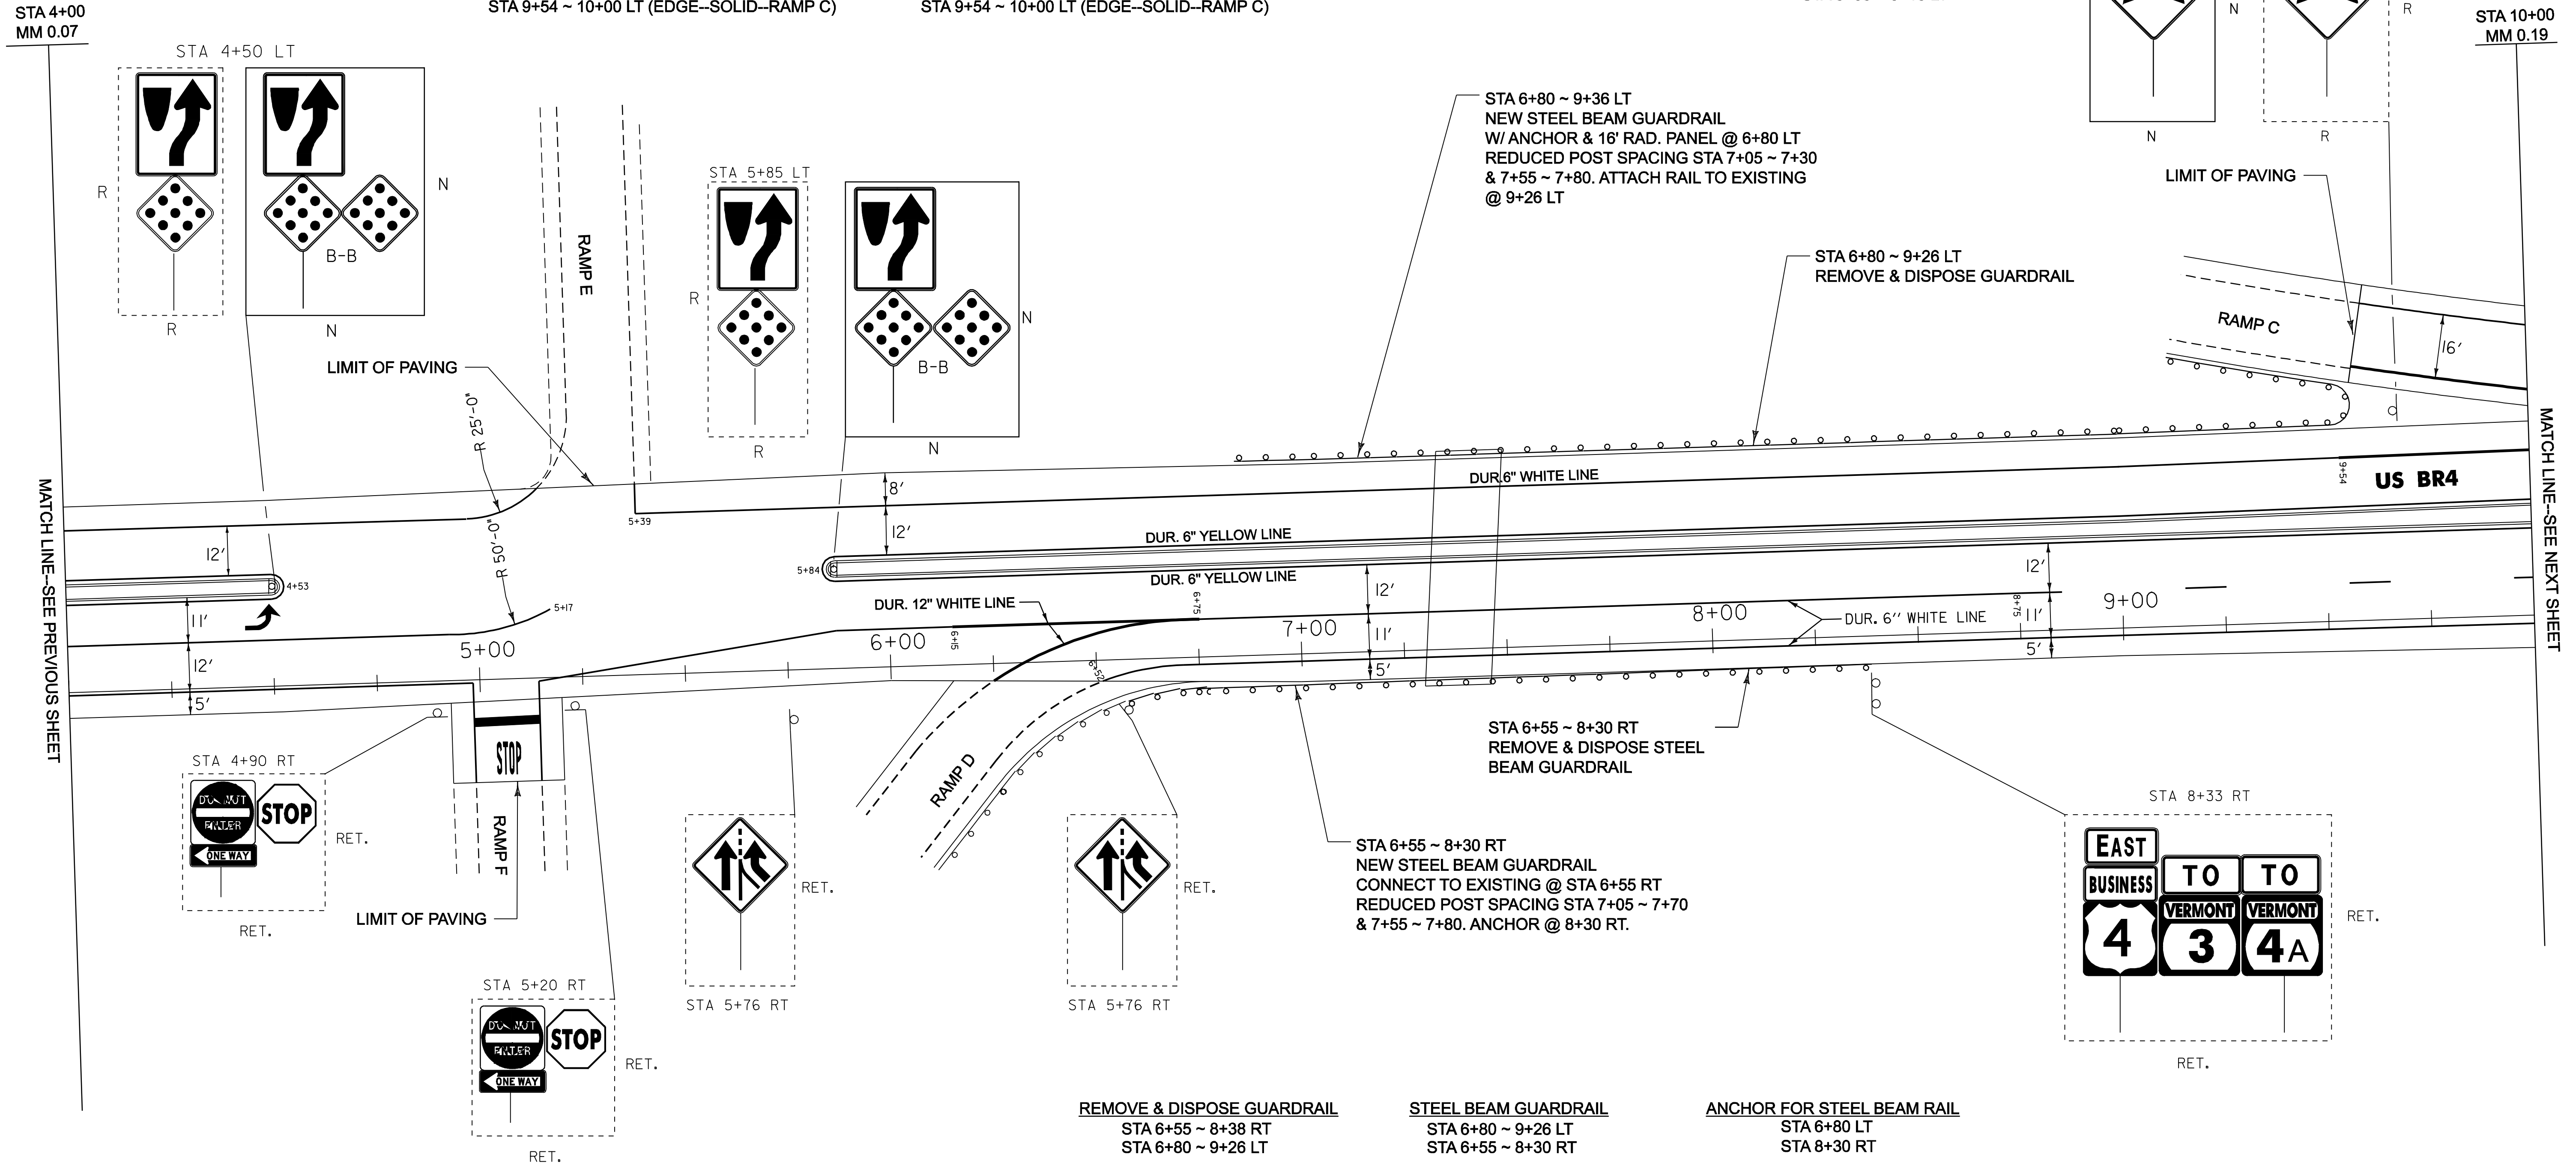 STA 4+00
MM 0.07
STA 9+54 ~ 10+00 LT (EDGE--SOLID--RAMP C)
STA 9+54 ~ 10+00 LT (EDGE--SOLID--RAMP C)
N
R
STA 10+00
MM 0.19
STA 4+50 LT
R
N
B-B
R
N
RAMP E
STA 5+85 LT
R
N
B-B
R
N
STA 6+80 ~ 9+36 LT
NEW STEEL BEAM GUARDRAIL
W/ ANCHOR & 16' RAD. PANEL @ 6+80 LT
REDUCED POST SPACING STA 7+05 ~ 7+30
& 7+55 ~ 7+80. ATTACH RAIL TO EXISTING
@ 9+26 LT
N
R
LIMIT OF PAVING
STA 6+80 ~ 9+26 LT
REMOVE & DISPOSE GUARDRAIL
RAMP C
16'
LIMIT OF PAVING
R 25'-0"
R 50'-0"
MATCH LINE--SEE PREVIOUS SHEET
MATCH LINE--SEE NEXT SHEET
8'
12'
5+39
DUR.6" WHITE LINE
9+54
US BR4
12'
DUR. 6" YELLOW LINE
5+84
DUR. 6" YELLOW LINE
4+53
11'
5+17
DUR. 12" WHITE LINE
6+75
12'
12'
5+00
6+00
6+15
7+00
11'
8+00
DUR. 6" WHITE LINE
8+75
11'
9+00
12'
5'
6+52
5'
5'
STOP
RAMP F
RAMP D
STA 6+55 ~ 8+30 RT
REMOVE & DISPOSE STEEL
BEAM GUARDRAIL
STA 4+90 RT
DO NOT
ENTER
STOP
ONE WAY
RET.
RET.
LIMIT OF PAVING
RET.
STA 5+76 RT
RET.
STA 5+76 RT
STA 6+55 ~ 8+30 RT
NEW STEEL BEAM GUARDRAIL
CONNECT TO EXISTING @ STA 6+55 RT
REDUCED POST SPACING STA 7+05 ~ 7+70
& 7+55 ~ 7+80. ANCHOR @ 8+30 RT.
STA 8+33 RT
EAST
BUSINESS
4
TO
VERMONT
3
TO
VERMONT
4A
RET.
RET.
STA 5+20 RT
DO NOT
ENTER
STOP
ONE WAY
RET.
RET.
REMOVE & DISPOSE GUARDRAIL
STA 6+55 ~ 8+38 RT
STA 6+80 ~ 9+26 LT
STEEL BEAM GUARDRAIL
STA 6+80 ~ 9+26 LT
STA 6+55 ~ 8+30 RT
ANCHOR FOR STEEL BEAM RAIL
STA 6+80 LT
STA 8+30 RT